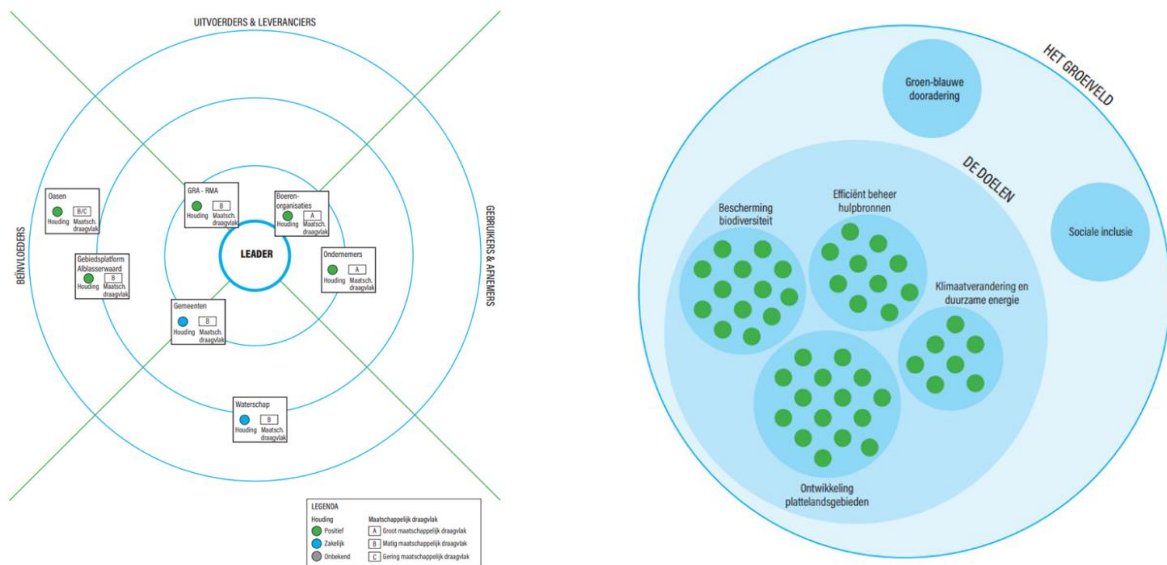 UITVOERDERS & LEVERANCIERS
BEÏNVLOEDERS
GEBRUIKERS & AFNEMERS
Oasen
B/C
Houding
Maatsch.
draagvlak
GRA - RMA
B
Houding
Maatsch.
draagvlak
Boeren-
organisaties
A
Houding
Maatsch.
draagvlak
Gebiedsplatform
Alblasserwaard
B
Houding
Maatsch.
draagvlak
LEADER
Ondernemers
A
Houding
Maatsch.
draagvlak
Gemeenten
B
Houding
Maatsch.
draagvlak
Waterschap
B
Houding
Maatsch.
draagvlak
LEGENDA
Houding
Positief
Zakelijk
Onbekend
Maatschappelijk draagvlak
A Groot maatschappelijk draagvlak
B Matig maatschappelijk draagvlak
C Gering maatschappelijk draagvlak
HET GROEIVELD
Groen-blauwe
dooradering
DE DOELEN
Sociale inclusie
Efficiënt beheer
hulpbronnen
Bescherming
biodiversiteit
Klimaatverandering en
duurzame energie
Ontwikkeling
plattelandsgebieden